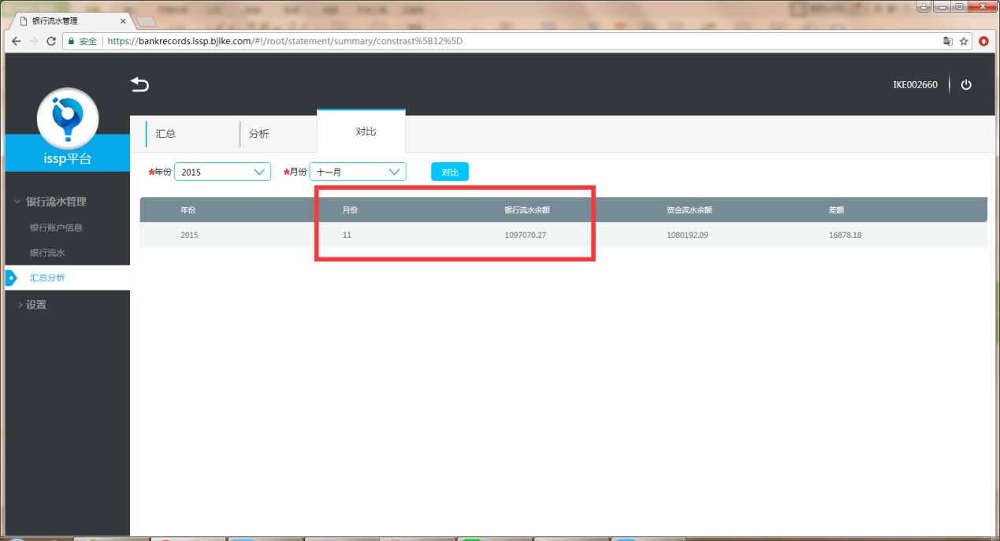 银行流水管理
安全 https://bankrecords.issp.bjike.com/#!/root/statement/summary/constrast%5B12%5D
IKE002660
issp平台
汇总 分析 对比
*年份 2015 *月份 十一月 对比
银行流水管理
银行账户信息
银行流水
汇总分析
设置
年份 月份 银行流水余额 资金流水余额 差额
2015 11 1097070.27 1080192.09 16878.18